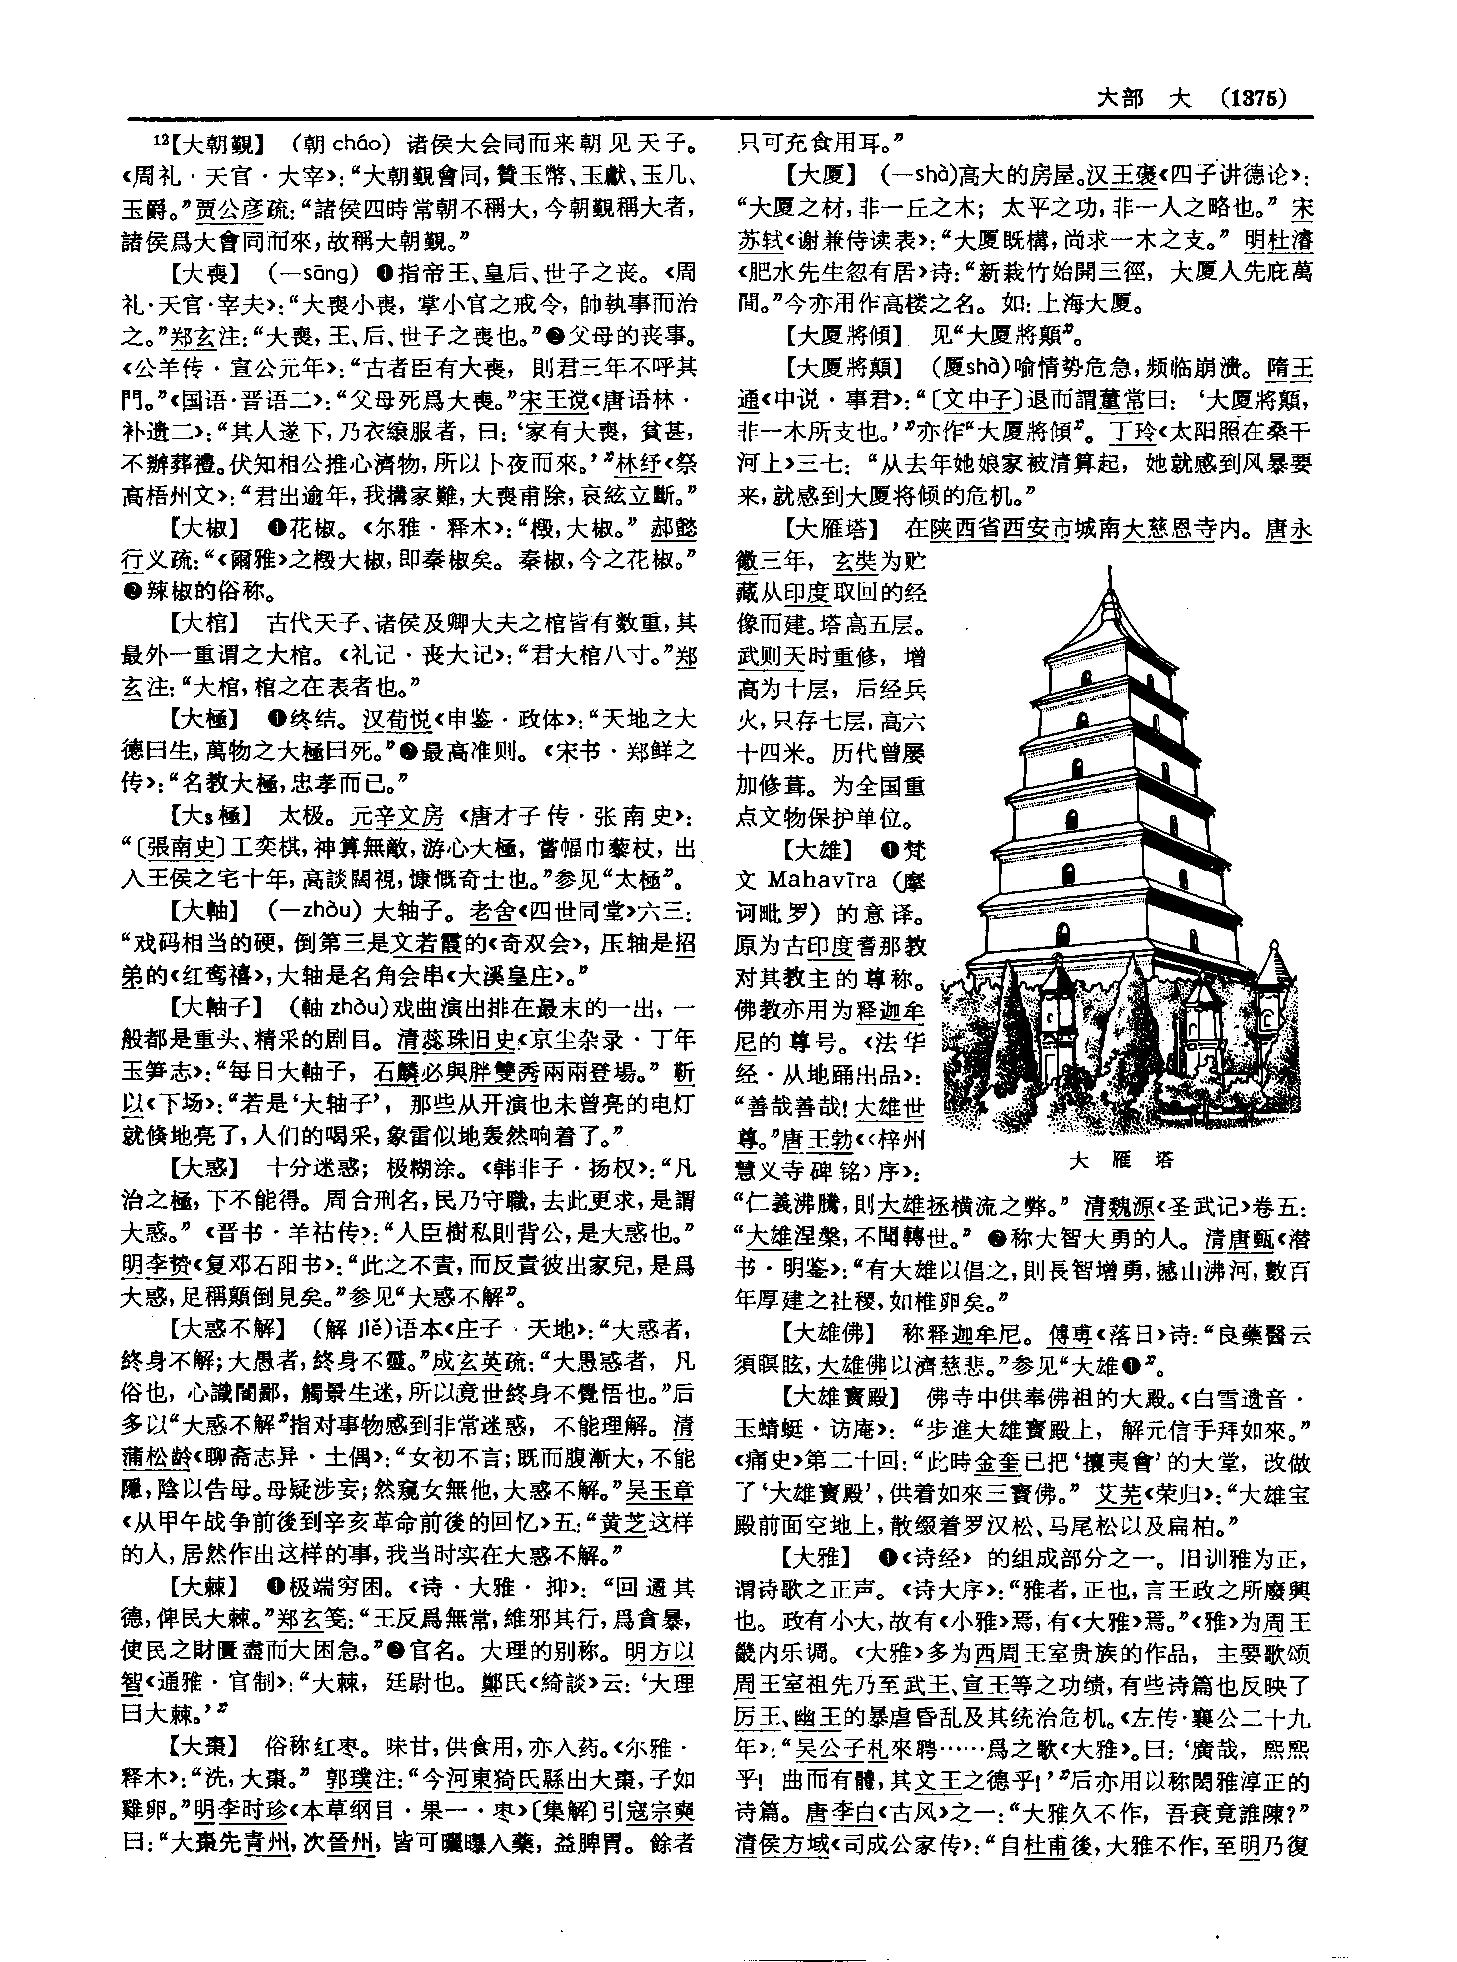 大部 大 (1375)
¹²【大朝觐】 (朝 cháo) 诸侯大会同而来朝见天子。
《周礼·天官·大宰》：“大朝覲會同，贊玉幣、玉獻、玉几、
玉爵。”贾公彦疏：“諸侯四時常朝不稱大，今朝覲稱大者，
諸侯爲大會同而來，故稱大朝覲。”
【大喪】 (—sāng) ❶指帝王、皇后、世子之丧。《周
礼·天官·宰夫》：“大喪小喪，掌小官之戒令，帥執事而治
之。”郑玄注：“大喪，王、后、世子之喪也。”❷父母的丧事。
《公羊传·宣公元年》：“古者臣有大喪，則君三年不呼其
門。”《国语·晋语二》：“父母死爲大喪。”宋王谠《唐语林·
补遗二》：“其人遂下，乃衣縗服者，曰：‘家有大喪，貧甚，
不辦葬禮。伏知相公推心濟物，所以卜夜而來。’”林纾《祭
高梧州文》：“君出逾年，我搆家難，大喪甫除，哀絃立斷。”
【大椒】 ❶花椒。《尔雅·释木》：“檓，大椒。”郝懿
行义疏：“《爾雅》之檓大椒，即秦椒矣。秦椒，今之花椒。”
❷辣椒的俗称。
【大棺】 古代天子、诸侯及卿大夫之棺皆有数重，其
最外一重谓之大棺。《礼记·丧大记》：“君大棺八寸。”郑
玄注：“大棺，棺之在表者也。”
【大極】 ❶终结。汉荀悦《申鉴·政体》：“天地之大
德曰生，萬物之大極曰死。”❷最高准则。《宋书·郑鲜之
传》：“名教大極，忠孝而已。”
【大₈極】 太极。元辛文房《唐才子传·张南史》：
“〔張南史〕工奕棋，神算無敵，游心大極，嘗幅巾藜杖，出
入王侯之宅十年，高談闊視，慷慨奇士也。”参见“太極”。
【大軸】 (—zhòu) 大轴子。老舍《四世同堂》六三：
“戏码相当的硬，倒第三是文若霞的《奇双会》，压轴是招
弟的《红鸾禧》，大轴是名角会串《大溪皇庄》。”
【大軸子】 (軸 zhòu)戏曲演出排在最末的一出，一
般都是重头、精采的剧目。清蕊珠旧史《京尘杂录·丁年
玉笋志》：“每日大軸子，石麟必與胖雙秀兩兩登場。”靳
以《下场》：“若是‘大轴子’，那些从开演也未曾亮的电灯
就倏地亮了，人们的喝采，象雷似地轰然响着了。”
【大惑】 十分迷惑；极糊涂。《韩非子·扬权》：“凡
治之極，下不能得。周合刑名，民乃守職，去此更求，是謂
大惑。”《晋书·羊祜传》：“人臣樹私則背公，是大惑也。”
明李贽《复邓石阳书》：“此之不責，而反責彼出家兒，是爲
大惑，足稱顛倒見矣。”参见“大惑不解”。
【大惑不解】 (解 jiě)语本《庄子·天地》：“大惑者，
終身不解；大愚者，終身不靈。”成玄英疏：“大愚惑者，凡
俗也，心識闇鄙，觸景生迷，所以竟世終身不覺悟也。”后
多以“大惑不解”指对事物感到非常迷惑，不能理解。清
蒲松龄《聊斋志异·土偶》：“女初不言；既而腹漸大，不能
隱，陰以告母。母疑涉妄；然窺女無他，大惑不解。”吴玉章
《从甲午战争前後到辛亥革命前後的回忆》五：“黄芝这样
的人，居然作出这样的事，我当时实在大惑不解。”
【大棘】 ❶极端穷困。《诗·大雅·抑》：“回遹其
德，俾民大棘。”郑玄笺：“王反爲無常，維邪其行，爲貪暴，
使民之財匱盡而大困急。”❷官名。大理的别称。明方以
智《通雅·官制》：“大棘，廷尉也。鄭氏《綺談》云：‘大理
曰大棘。’”
【大棗】 俗称红枣。味甘，供食用，亦入药。《尔雅·
释木》：“洗，大棗。”郭璞注：“今河東猗氏縣出大棗，子如
雞卵。”明李时珍《本草纲目·果一·枣》〔集解〕引寇宗奭
曰：“大棗先青州，次晉州，皆可曬曝入藥，益脾胃。餘者
只可充食用耳。”
【大厦】 (—shà)高大的房屋。汉王褒《四子讲德论》：
“大厦之材，非一丘之木；太平之功，非一人之略也。”宋
苏轼《谢兼侍读表》：“大厦既構，尚求一木之支。”明杜濬
《肥水先生忽有居》诗：“新栽竹始開三徑，大厦人先庇萬
間。”今亦用作高楼之名。如：上海大厦。
【大厦將傾】 见“大厦將顛”。
【大厦將顛】 (厦shà)喻情势危急，频临崩溃。隋王
通《中说·事君》：“〔文中子〕退而謂董常曰：‘大厦將顛，
非一木所支也。’”亦作“大厦將傾”。丁玲《太阳照在桑干
河上》三七：“从去年她娘家被清算起，她就感到风暴要
来，就感到大厦将倾的危机。”
【大雁塔】 在陕西省西安市城南大慈恩寺内。唐永
徽三年，玄奘为贮
藏从印度取回的经
像而建。塔高五层。
武则天时重修，增
高为十层，后经兵
火，只存七层，高六
十四米。历代曾屡
加修葺。为全国重
点文物保护单位。
【大雄】 ❶梵
文 Mahavīra (摩
诃毗罗) 的意译。
原为古印度耆那教
对其教主的尊称。
佛教亦用为释迦牟
尼的尊号。《法华
经·从地踊出品》：
“善哉善哉！大雄世
尊。”唐王勃《〈梓州
慧义寺碑铭〉序》：
“仁義沸騰，則大雄拯横流之弊。”清魏源《圣武记》卷五：
“大雄涅槃，不聞轉世。”❷称大智大勇的人。清唐甄《潜
书·明鉴》：“有大雄以倡之，則長智增勇，撼山沸河，數百
年厚建之社稷，如椎卵矣。”
【大雄佛】 称释迦牟尼。傅尃《落日》诗：“良藥醫云
須瞑眩，大雄佛以濟慈悲。”参见“大雄❶”。
【大雄寶殿】 佛寺中供奉佛祖的大殿。《白雪遗音·
玉蜻蜓·访庵》：“步進大雄寶殿上，解元信手拜如來。”
《痛史》第二十回：“此時金奎已把‘攘夷會’的大堂，改做
了‘大雄寶殿’，供着如來三寶佛。”艾芜《荣归》：“大雄宝
殿前面空地上，散缀着罗汉松、马尾松以及扁柏。”
【大雅】 ❶《诗经》的组成部分之一。旧训雅为正，
谓诗歌之正声。《诗大序》：“雅者，正也，言王政之所廢興
也。政有小大，故有《小雅》焉，有《大雅》焉。”《雅》为周王
畿内乐调。《大雅》多为西周王室贵族的作品，主要歌颂
周王室祖先乃至武王、宣王等之功绩，有些诗篇也反映了
厉王、幽王的暴虐昏乱及其统治危机。《左传·襄公二十九
年》：“吴公子札來聘……爲之歌《大雅》。曰：‘廣哉，熙熙
乎！曲而有體，其文王之德乎！’”后亦用以称閎雅淳正的
诗篇。唐李白《古风》之一：“大雅久不作，吾衰竟誰陳？”
清侯方域《司成公家传》：“自杜甫後，大雅不作，至明乃復
大 雁 塔